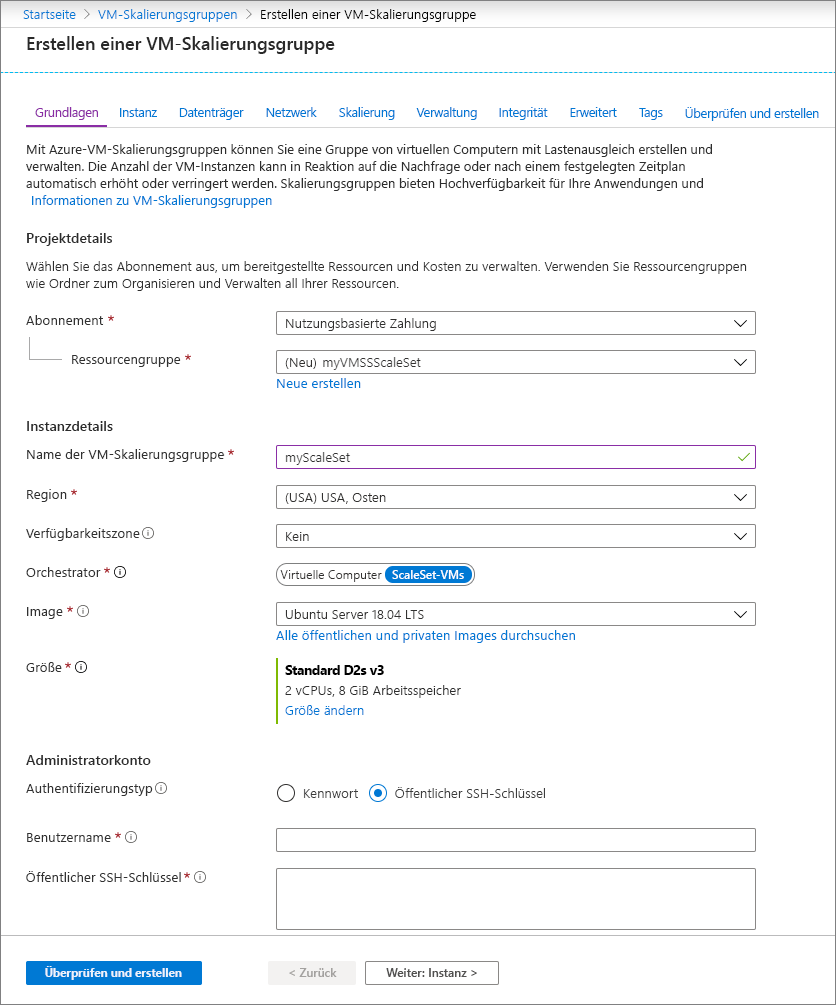 Startseite > VM-Skalierungsgruppen > Erstellen einer VM-Skalierungsgruppe
Erstellen einer VM-Skalierungsgruppe
Grundlagen Instanz Datenträger Netzwerk Skalierung Verwaltung Integrität Erweitert Tags Überprüfen und erstellen
Mit Azure-VM-Skalierungsgruppen können Sie eine Gruppe von virtuellen Computern mit Lastenausgleich erstellen und
verwalten. Die Anzahl der VM-Instanzen kann in Reaktion auf die Nachfrage oder nach einem festgelegten Zeitplan
automatisch erhöht oder verringert werden. Skalierungsgruppen bieten Hochverfügbarkeit für Ihre Anwendungen und
Informationen zu VM-Skalierungsgruppen
Projektdetails
Wählen Sie das Abonnement aus, um bereitgestellte Ressourcen und Kosten zu verwalten. Verwenden Sie Ressourcengruppen
wie Ordner zum Organisieren und Verwalten all Ihrer Ressourcen.
Abonnement * Nutzungsbasierte Zahlung
Ressourcengruppe * (Neu) myVMSSScaleSet
Neue erstellen
Instanzdetails
Name der VM-Skalierungsgruppe * myScaleSet
Region * (USA) USA, Osten
Verfügbarkeitszone Kein
Orchestrator * Virtuelle Computer ScaleSet-VMs
Image * Ubuntu Server 18.04 LTS
Alle öffentlichen und privaten Images durchsuchen
Größe * Standard D2s v3
2 vCPUs, 8 GiB Arbeitsspeicher
Größe ändern
Administratorkonto
Authentifizierungstyp Kennwort Öffentlicher SSH-Schlüssel
Benutzername *
Öffentlicher SSH-Schlüssel *
Überprüfen und erstellen < Zurück Weiter: Instanz >